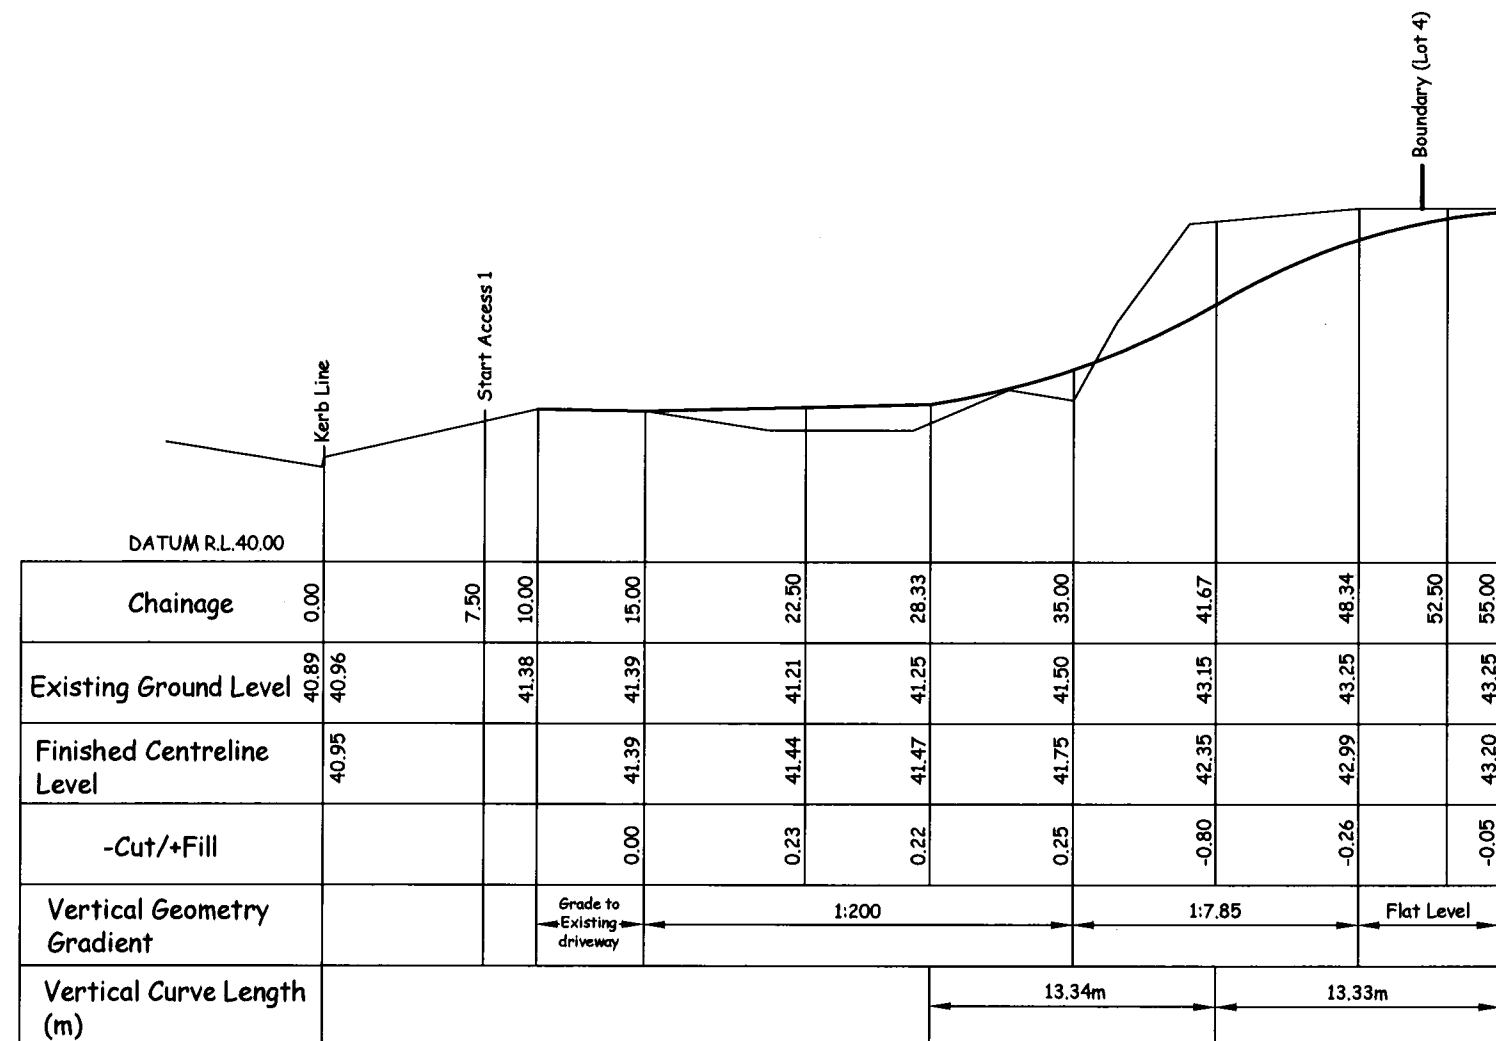 Boundary (Lot 4)
Start Access 1
Kerb Line
DATUM R.L.40.00
Chainage 0.00 7.50 10.00 15.00 22.50 28.33 35.00 41.67 48.34 52.50 55.00
Existing Ground Level 40.89 40.96 41.38 41.39 41.21 41.25 41.50 43.15 43.25 43.25
Finished Centreline
Level
40.95 41.39 41.44 41.47 41.75 42.35 42.99 43.20
-Cut/+Fill 0.00 0.23 0.22 0.25 -0.80 -0.26 -0.05
Vertical Geometry
Gradient
Grade to
Existing
driveway
1:200 1:7.85 Flat Level
Vertical Curve Length
(m)
13.34m 13.33m